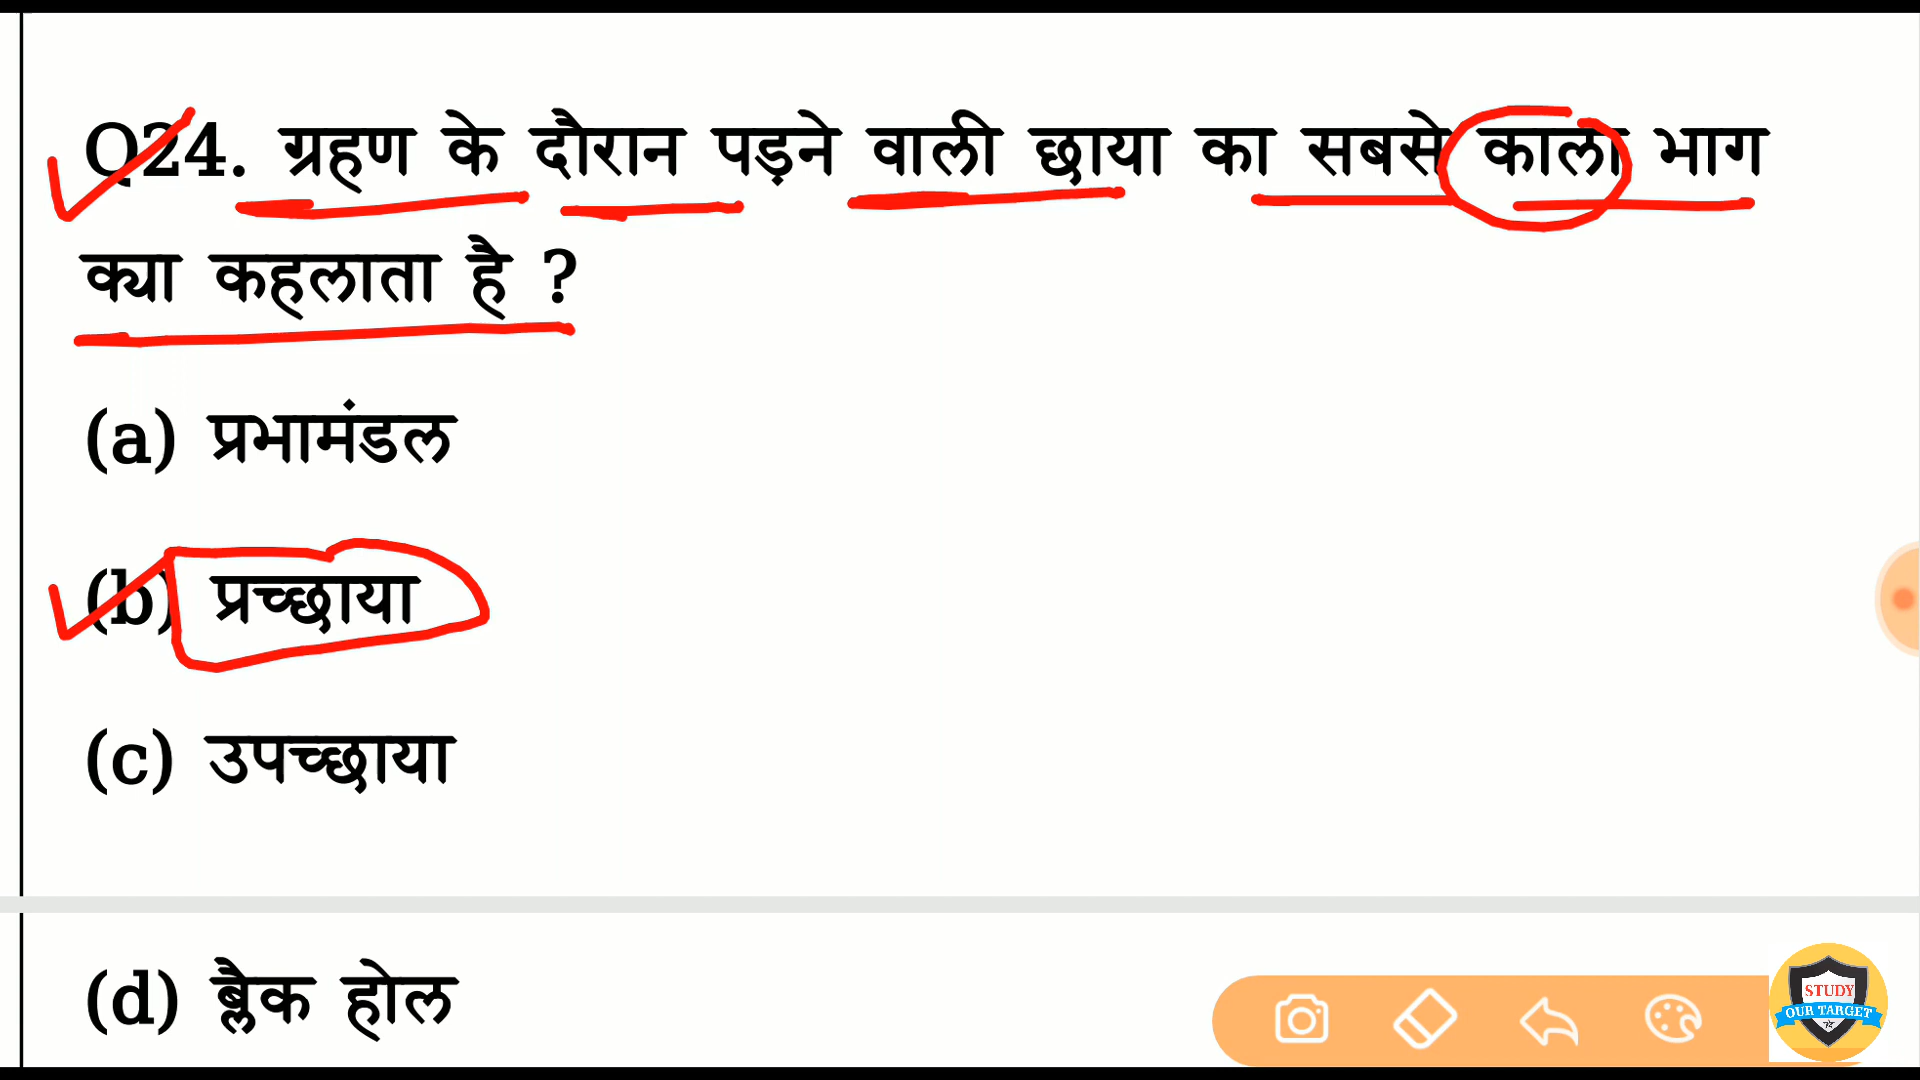 Q24. ग्रहण के दौरान पड़ने वाली छाया का सबसे काला भाग
क्या कहलाता है ?
(a) प्रभामंडल
(b) प्रच्छाया
(c) उपच्छाया
(d) ब्लैक होल
STUDY
OUR TARGET